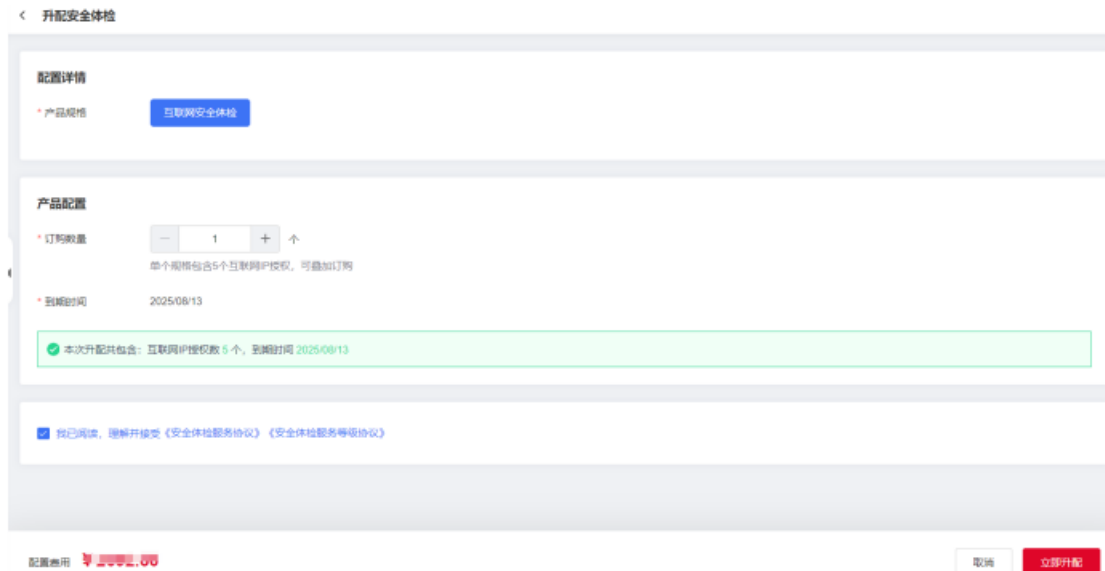 升配安全体检
配置详情
* 产品规格 互联网安全体检
产品配置
* 订购数量 — 1 + 个
单个规格包含5个互联网IP授权，可叠加订购
* 到期时间 2025/08/13
本次升配共包含：互联网IP授权数 5 个，到期时间 2025/08/13
我已阅读，理解并接受《安全体检服务协议》《安全体检服务等级协议》
配置费用 ¥ 取消 立即升配